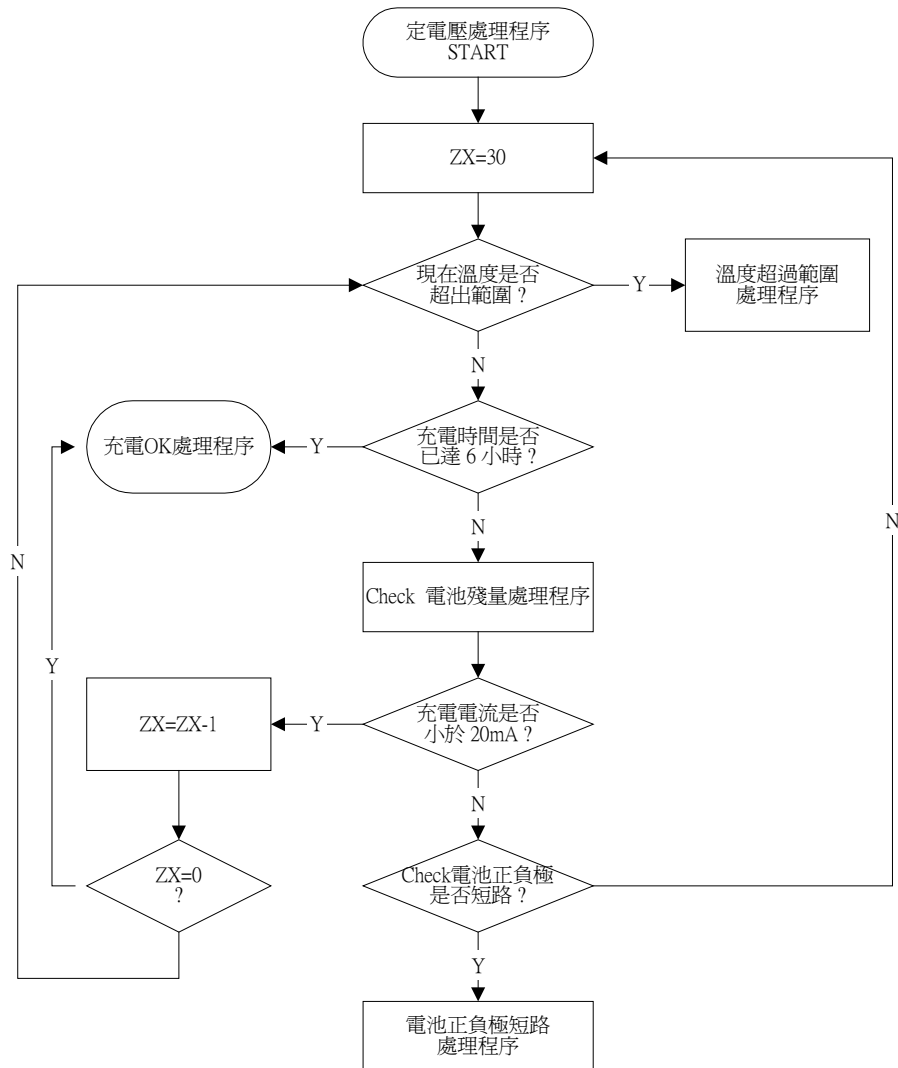 定電壓處理程序
START
ZX=30
現在溫度是否
超出範圍？
Y
溫度超過範圍
處理程序
N
充電OK處理程序
Y
充電時間是否
已達 6 小時？
N
N
N
Check 電池殘量處理程序
Y
ZX=ZX-1
Y
充電電流是否
小於 20mA？
N
ZX=0
?
Check電池正負極
是否短路？
Y
電池正負極短路
處理程序